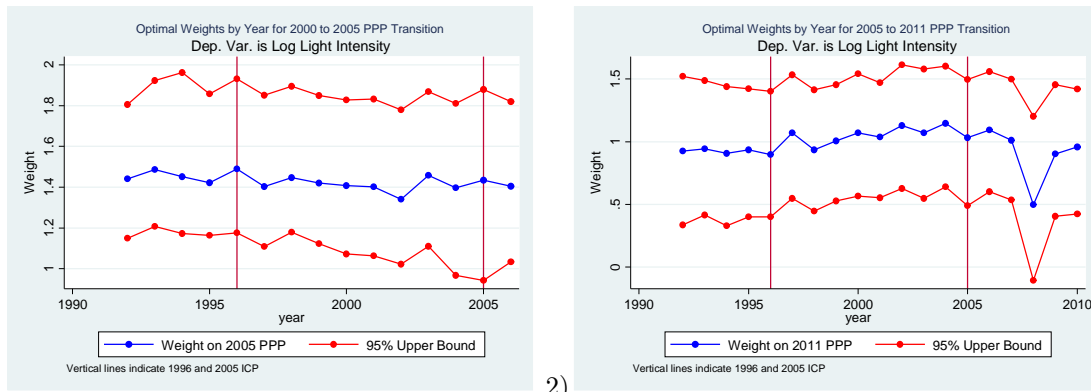 Optimal Weights by Year for 2000 to 2005 PPP Transition
Dep. Var. is Log Light Intensity
Weight
2
1.8
1.6
1.4
1.2
1
1990 1995 2000 2005
year
Weight on 2005 PPP 95% Upper Bound
Vertical lines indicate 1996 and 2005 ICP
2)
Optimal Weights by Year for 2005 to 2011 PPP Transition
Dep. Var. is Log Light Intensity
Weight
1.5
1
.5
0
1990 1995 2000 2005 2010
year
Weight on 2011 PPP 95% Upper Bound
Vertical lines indicate 1996 and 2005 ICP